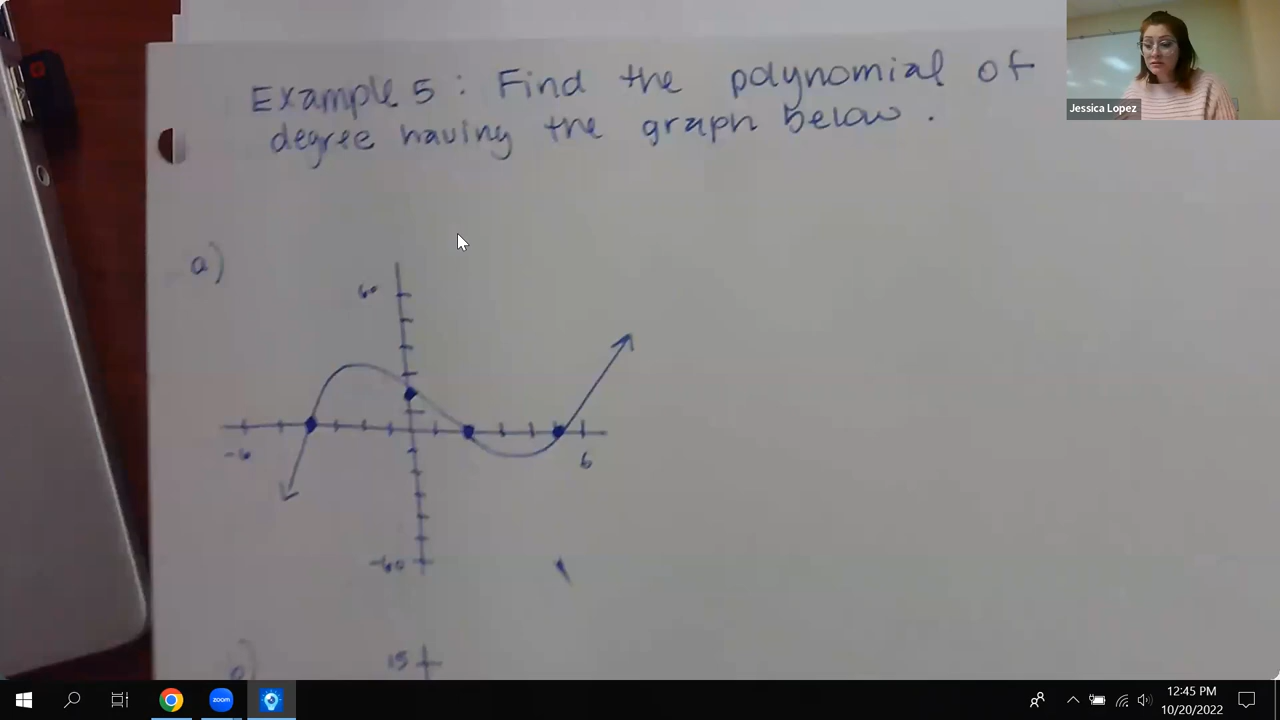 Example 5: Find the polynomial of
degree having the graph below.
Jessica Lopez
a)
60
-6
6
-60
15
zoom
12:45 PM
10/20/2022